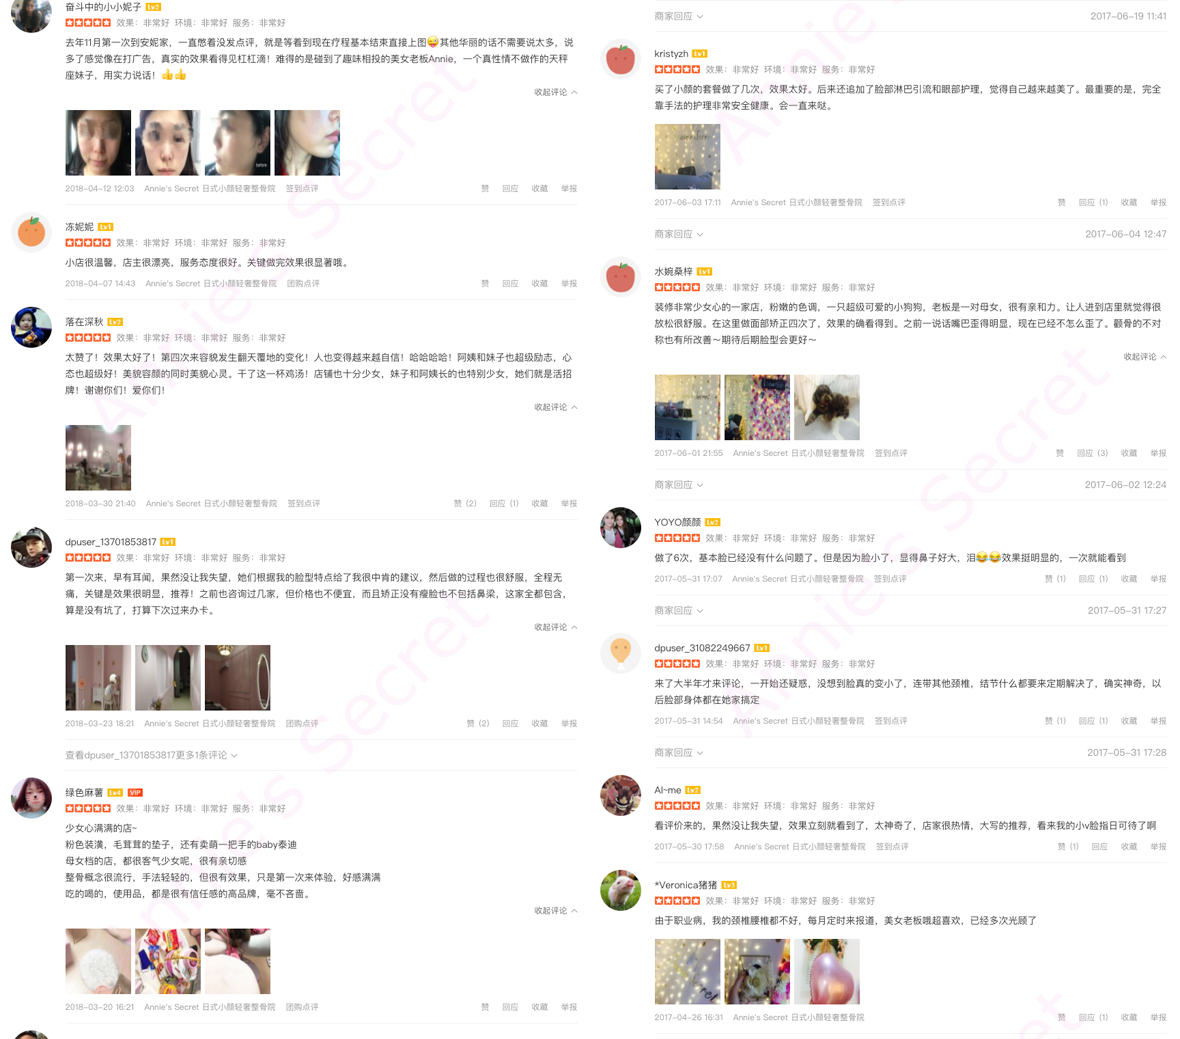 奋斗中的小小妮子 Lv2
效果：非常好 环境：非常好 服务：非常好
去年11月第一次到安妮家，一直憋着没发点评，就是等着到现在疗程基本结束直接上图😜其他华丽的话不需要说太多，说
多了感觉像在打广告，真实的效果看得见杠杠滴！难得的是碰到了趣味相投的美女老板Annie，一个真性情不做作的天秤
座妹子，用实力说话！👍👍
收起评论
before
2018-04-12 12:03 Annie's Secret 日式小颜轻奢整骨院 签到点评 赞 回应 收藏 举报
冻妮妮 Lv1
效果：非常好 环境：非常好 服务：非常好
小店很温馨，店主很漂亮，服务态度很好。关键做完效果很显著哦。
2018-04-07 14:43 Annie's Secret 日式小颜轻奢整骨院 团购点评 赞 回应 收藏 举报
落在深秋 Lv2
效果：非常好 环境：非常好 服务：非常好
太赞了！效果太好了！第四次来容貌发生翻天覆地的变化！人也变得越来越自信！哈哈哈哈！阿姨和妹子也超级励志，心
态也超级好！美貌容颜的同时美貌心灵。干了这一杯鸡汤！店铺也十分少女，妹子和阿姨长的也特别少女，她们就是活招
牌！谢谢你们！爱你们！
收起评论
2018-03-30 21:40 Annie's Secret 日式小颜轻奢整骨院 签到点评 赞 (2) 回应 (1) 收藏 举报
dpuser_13701853817 Lv1
效果：非常好 环境：非常好 服务：非常好
第一次来，早有耳闻，果然没让我失望，她们根据我的脸型特点给了我很中肯的建议，然后做的过程也很舒服，全程无
痛，关键是效果很明显，推荐！之前也咨询过几家，但价格也不便宜，而且矫正没有瘦脸也不包括鼻梁，这家全都包含，
算是没有坑了，打算下次过来办卡。
收起评论
2018-03-23 18:21 Annie's Secret 日式小颜轻奢整骨院 团购点评 赞 (2) 回应 收藏 举报
查看dpuser_13701853817更多1条评论
绿色麻薯 Lv4 VIP
效果：非常好 环境：非常好 服务：非常好
少女心满满的店~
粉色装潢，毛茸茸的垫子，还有卖萌一把手的baby泰迪
母女档的店，都很客气少女呢，很有亲切感
整骨概念很流行，手法轻轻的，但很有效果，只是第一次来体验，好感满满
吃的喝的，使用品，都是很有信任感的高品牌，毫不吝啬。
收起评论
2018-03-20 16:21 Annie's Secret 日式小颜轻奢整骨院 团购点评 赞 回应 收藏 举报
商家回应 2017-06-19 11:41
kristyzh Lv1
效果：非常好 环境：非常好 服务：非常好
买了小颜的套餐做了几次，效果太好。后来还追加了脸部淋巴引流和眼部护理，觉得自己越来越美了。最重要的是，完全
靠手法的护理非常安全健康。会一直来哒。
2017-06-03 17:11 Annie's Secret 日式小颜轻奢整骨院 签到点评 赞 回应 (1) 收藏 举报
商家回应 2017-06-04 12:47
水婉桑梓 Lv1
效果：非常好 环境：非常好 服务：非常好
装修非常少女心的一家店，粉嫩的色调，一只超级可爱的小狗狗，老板是一对母女，很有亲和力。让人进到店里就觉得很
放松很舒服。在这里做面部矫正四次了，效果的确看得到。之前一说话嘴巴歪得明显，现在已经不怎么歪了。颧骨的不对
称也有所改善～期待后期脸型会更好～
收起评论
2017-06-01 21:55 Annie's Secret 日式小颜轻奢整骨院 签到点评 赞 回应 (3) 收藏 举报
商家回应 2017-06-02 12:24
YOYO颜颜 Lv2
效果：非常好 环境：非常好 服务：非常好
做了6次，基本脸已经没有什么问题了。但是因为脸小了，显得鼻子好大，泪😂😂效果挺明显的，一次就能看到
2017-05-31 17:07 Annie's Secret 日式小颜轻奢整骨院 签到点评 赞 (1) 回应 (1) 收藏 举报
商家回应 2017-05-31 17:27
dpuser_31082249667 Lv1
效果：非常好 环境：非常好 服务：非常好
来了大半年才来评论，一开始还疑惑，没想到脸真的变小了，连带其他颈椎，结节什么都要来定期解决了，确实神奇，以
后脸部身体都在她家搞定
2017-05-31 14:54 Annie's Secret 日式小颜轻奢整骨院 签到点评 赞 (1) 回应 (1) 收藏 举报
商家回应 2017-05-31 17:28
Al~me Lv2
效果：非常好 环境：非常好 服务：非常好
看评价来的，果然没让我失望，效果立刻就看到了，太神奇了，店家很热情，大写的推荐，看来我的小v脸指日可待了啊
2017-05-30 17:58 Annie's Secret 日式小颜轻奢整骨院 签到点评 赞 (1) 回应 收藏 举报
*Veronica猪猪 Lv3
效果：非常好 环境：非常好 服务：非常好
由于职业病，我的颈椎腰椎都不好，每月定时来报道，美女老板哦超喜欢，已经多次光顾了
2017-04-26 16:31 Annie's Secret 日式小颜轻奢整骨院 赞 回应 (1) 收藏 举报
Annie's Secret
Annie's Secret
Annie's Secret
Annie's Secret